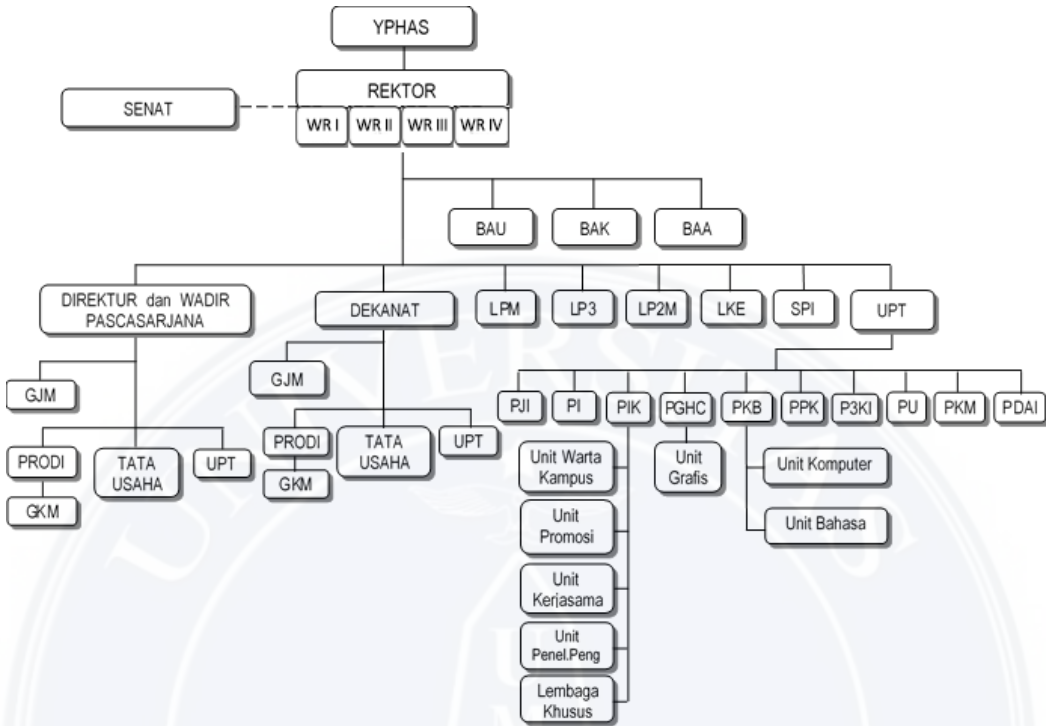 YPHAS
REKTOR
SENAT
WR I WR II WR III WR IV
BAU BAK BAA
DIREKTUR dan WADIR
PASCASARJANA
DEKANAT
LPM LP3 LP2M LKE SPI UPT
GJM
GJM
PJI PI PIK PGHC PKB PPK P3KI PU PKM PDAI
PRODI
TATA
USAHA
UPT
GKM
PRODI
TATA
USAHA
UPT
GKM
Unit Warta
Kampus
Unit
Grafis
Unit Komputer
Unit
Promosi
Unit Bahasa
Unit
Kerjasama
Unit
Penel.Peng
Lembaga
Khusus
UNIVERSITAS